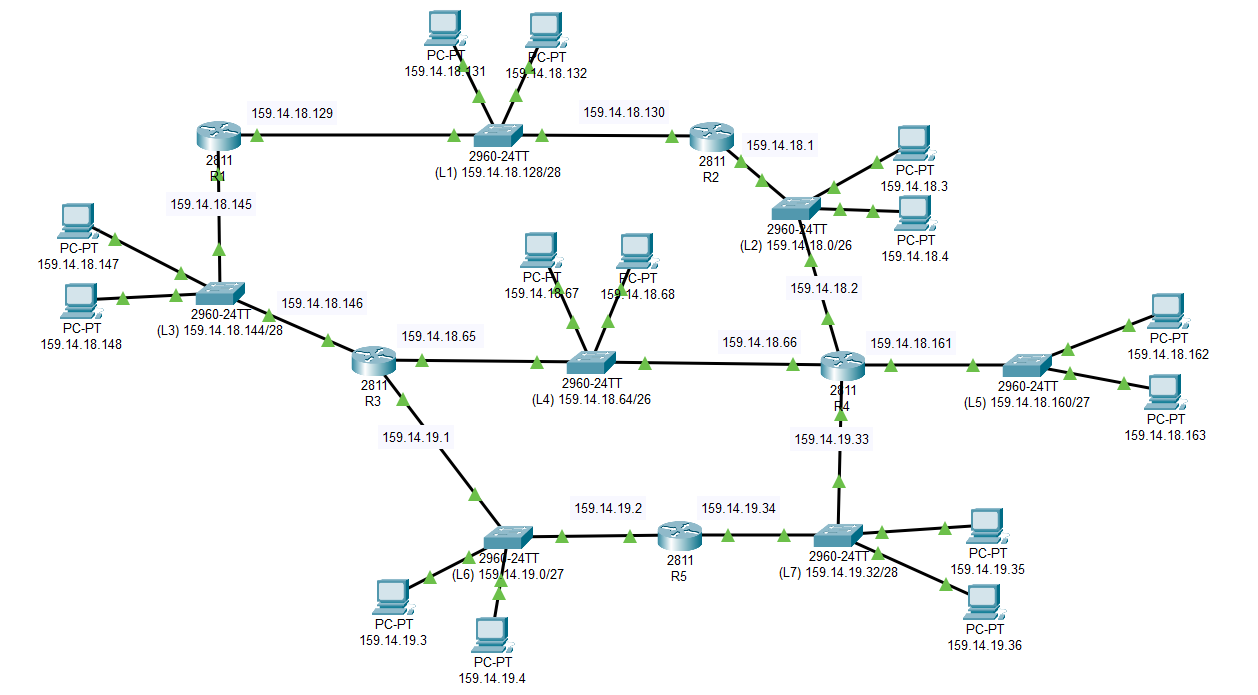 PC-PT
159.14.18.131
PC-PT
159.14.18.132
159.14.18.129
159.14.18.130
2811
R1
2960-24TT
(L1) 159.14.18.128/28
2811
R2
159.14.18.1
PC-PT
159.14.18.3
PC-PT
159.14.18.4
2960-24TT
(L2) 159.14.18.0/26
159.14.18.2
159.14.18.145
PC-PT
159.14.18.147
PC-PT
159.14.18.148
2960-24TT
(L3) 159.14.18.144/28
159.14.18.146
PC-PT
159.14.18.67
PC-PT
159.14.18.68
2811
R3
159.14.18.65
2960-24TT
(L4) 159.14.18.64/26
159.14.18.66
2811
R4
159.14.18.161
2960-24TT
(L5) 159.14.18.160/27
PC-PT
159.14.18.162
PC-PT
159.14.18.163
159.14.19.1
159.14.19.33
2960-24TT
(L6) 159.14.19.0/27
159.14.19.2
2811
R5
159.14.19.34
2960-24TT
(L7) 159.14.19.32/28
PC-PT
159.14.19.35
PC-PT
159.14.19.36
PC-PT
159.14.19.3
PC-PT
159.14.19.4